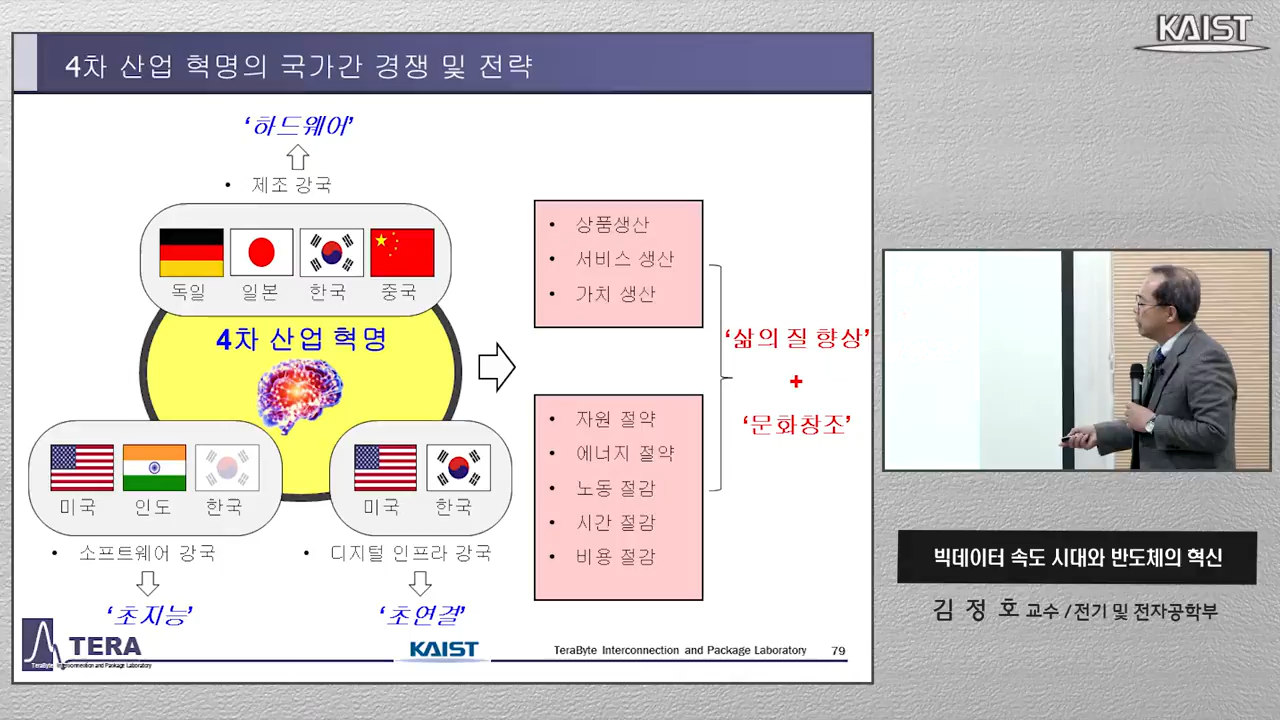 KAIST
4차 산업 혁명의 국가간 경쟁 및 전략
‘하드웨어’
• 제조 강국
독일 일본 한국 중국
4차 산업 혁명
미국 인도 한국
미국 한국
• 소프트웨어 강국
• 디지털 인프라 강국
‘초지능’
‘초연결’
• 상품생산
• 서비스 생산
• 가치 생산
• 자원 절약
• 에너지 절약
• 노동 절감
• 시간 절감
• 비용 절감
‘삶의 질 향상’
+
‘문화창조’
TERA
TeraByte Interconnection and Package Laboratory
KAIST
TeraByte Interconnection and Package Laboratory 79
빅데이터 속도 시대와 반도체의 혁신
김 정 호 교수 / 전기 및 전자공학부